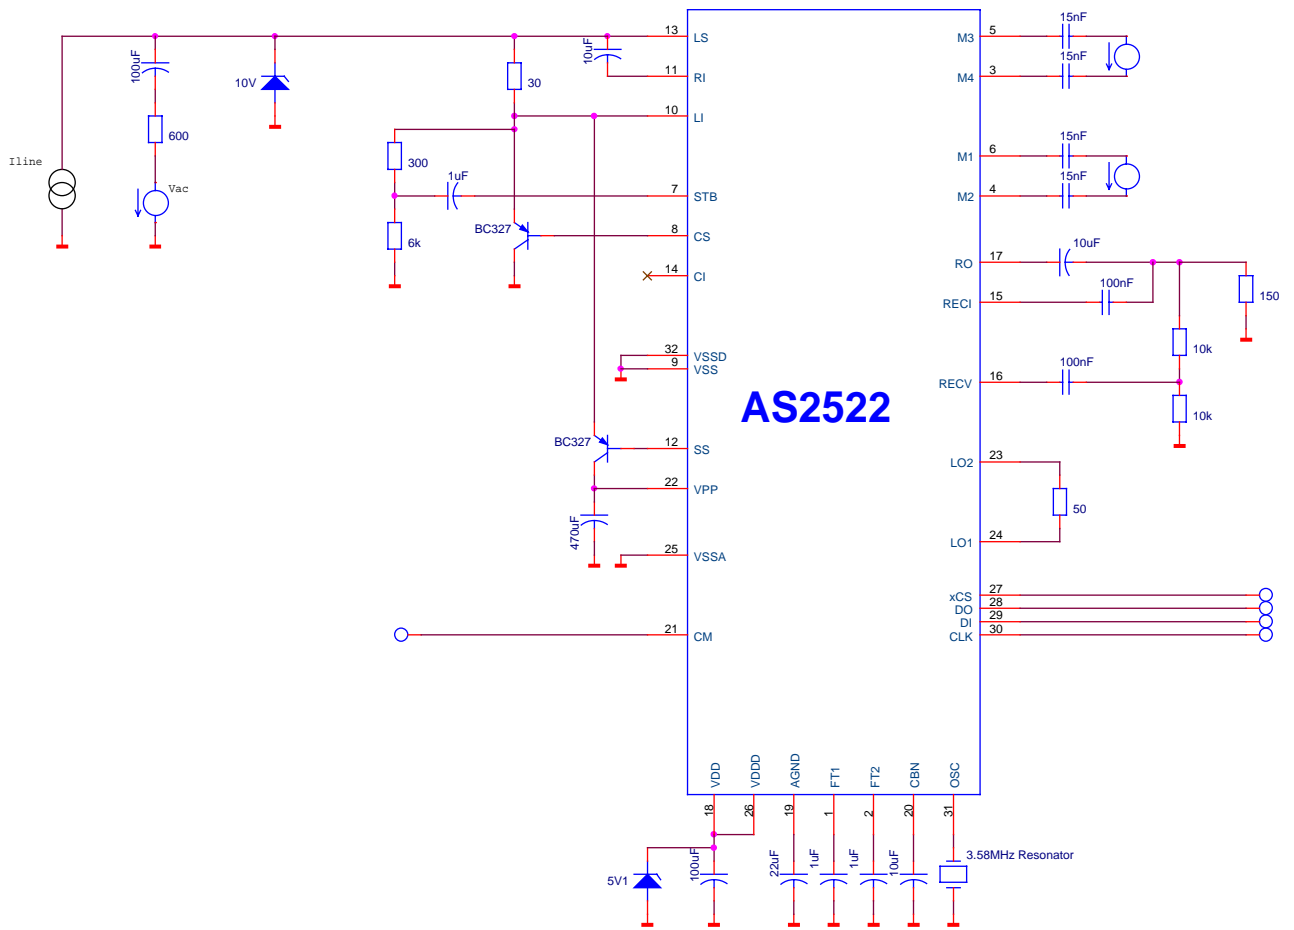 15nF
13
LS
M3
5
100uF
10uF
15nF
10V
30
11
RI
M4
3
10
LI
600
300
15nF
6
M1
Iline
1uF
15nF
Vac
7
STB
M2
4
BC327
8
CS
6k
10uF
17
RO
14
CI
100nF
15
RECI
150
32
VSSD
9
VSS
10k
100nF
16
RECV
AS2522
10k
BC327
12
SS
23
LO2
22
VPP
470uF
50
24
LO1
25
VSSA
27
xCS
28
DO
29
DI
30
CLK
21
CM
VDD
VDDD
AGND
FT1
FT2
CBN
OSC
18
26
19
1
2
20
31
5V1
100uF
22uF
1uF
1uF
10uF
3.58MHz Resonator